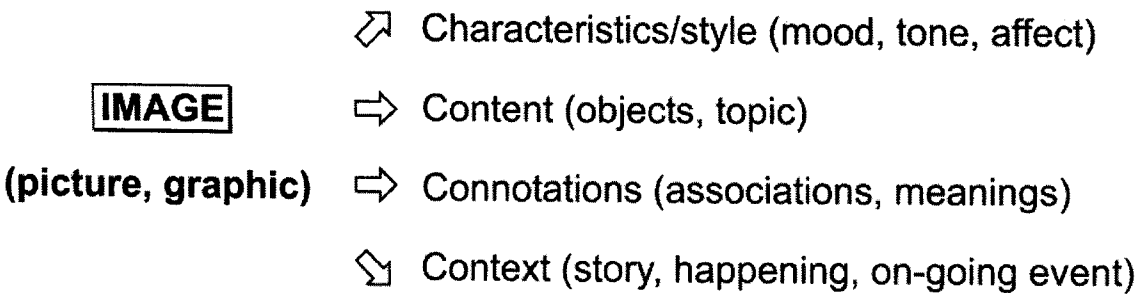 Characteristics/style (mood, tone, affect)
IMAGE
Content (objects, topic)
(picture, graphic)
Connotations (associations, meanings)
Context (story, happening, on-going event)